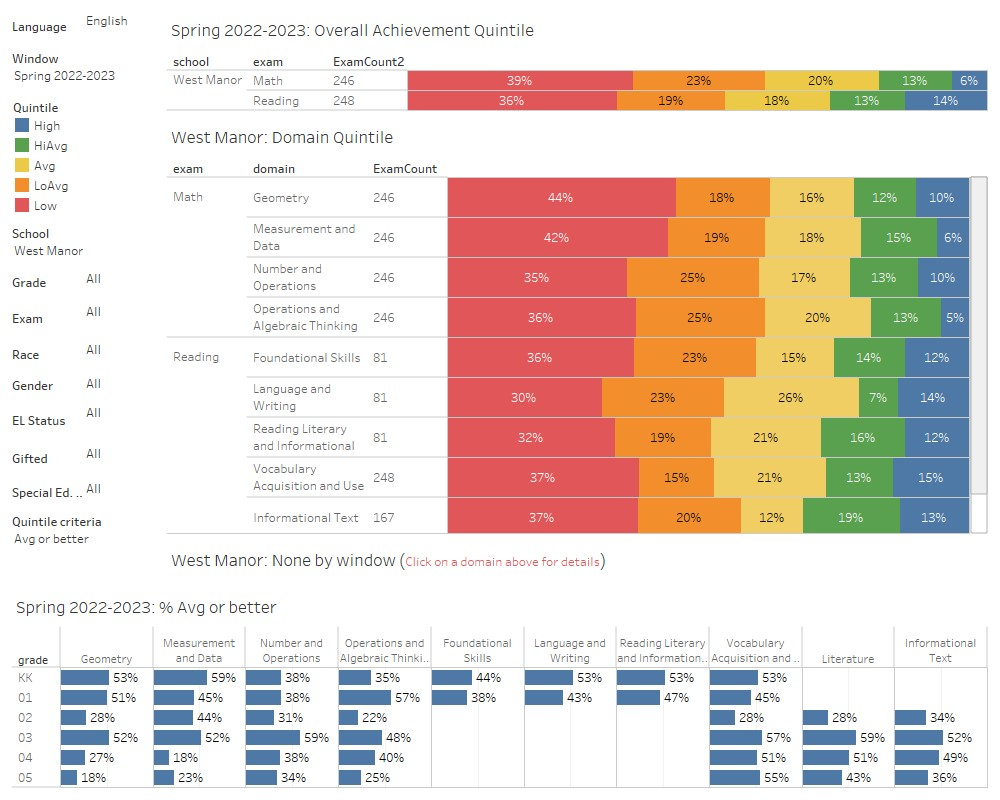 Language English
Window
Spring 2022-2023
Quintile
High
HiAvg
Avg
LoAvg
Low
School
West Manor
Grade All
Exam All
Race All
Gender All
EL Status All
Gifted All
Special Ed. .. All
Quintile criteria
Avg or better
Spring 2022-2023: Overall Achievement Quintile
school exam ExamCount2
West Manor Math 246 39% 23% 20% 13% 6%
Reading 248 36% 19% 18% 13% 14%
West Manor: Domain Quintile
exam domain ExamCount
Math Geometry 246 44% 18% 16% 12% 10%
Measurement and
Data 246 42% 19% 18% 15% 6%
Number and
Operations 246 35% 25% 17% 13% 10%
Operations and
Algebraic Thinking 246 36% 25% 20% 13% 5%
Reading Foundational Skills 81 36% 23% 15% 14% 12%
Language and
Writing 81 30% 23% 26% 7% 14%
Reading Literary
and Informational 81 32% 19% 21% 16% 12%
Vocabulary
Acquisition and Use 248 37% 15% 21% 13% 15%
Informational Text 167 37% 20% 12% 19% 13%
West Manor: None by window (Click on a domain above for details)
Spring 2022-2023: % Avg or better
grade
Geometry
Measurement
and Data
Number and
Operations
Operations and
Algebraic Thinki..
Foundational
Skills
Language and
Writing
Reading Literary
and Information..
Vocabulary
Acquisition and ..
Literature
Informational
Text
KK 53% 59% 38% 35% 44% 53% 53% 53%
01 51% 45% 38% 57% 38% 43% 47% 45%
02 28% 44% 31% 22% 28% 28% 34%
03 52% 52% 59% 48% 57% 59% 52%
04 27% 18% 38% 40% 51% 51% 49%
05 18% 23% 34% 25% 55% 43% 36%